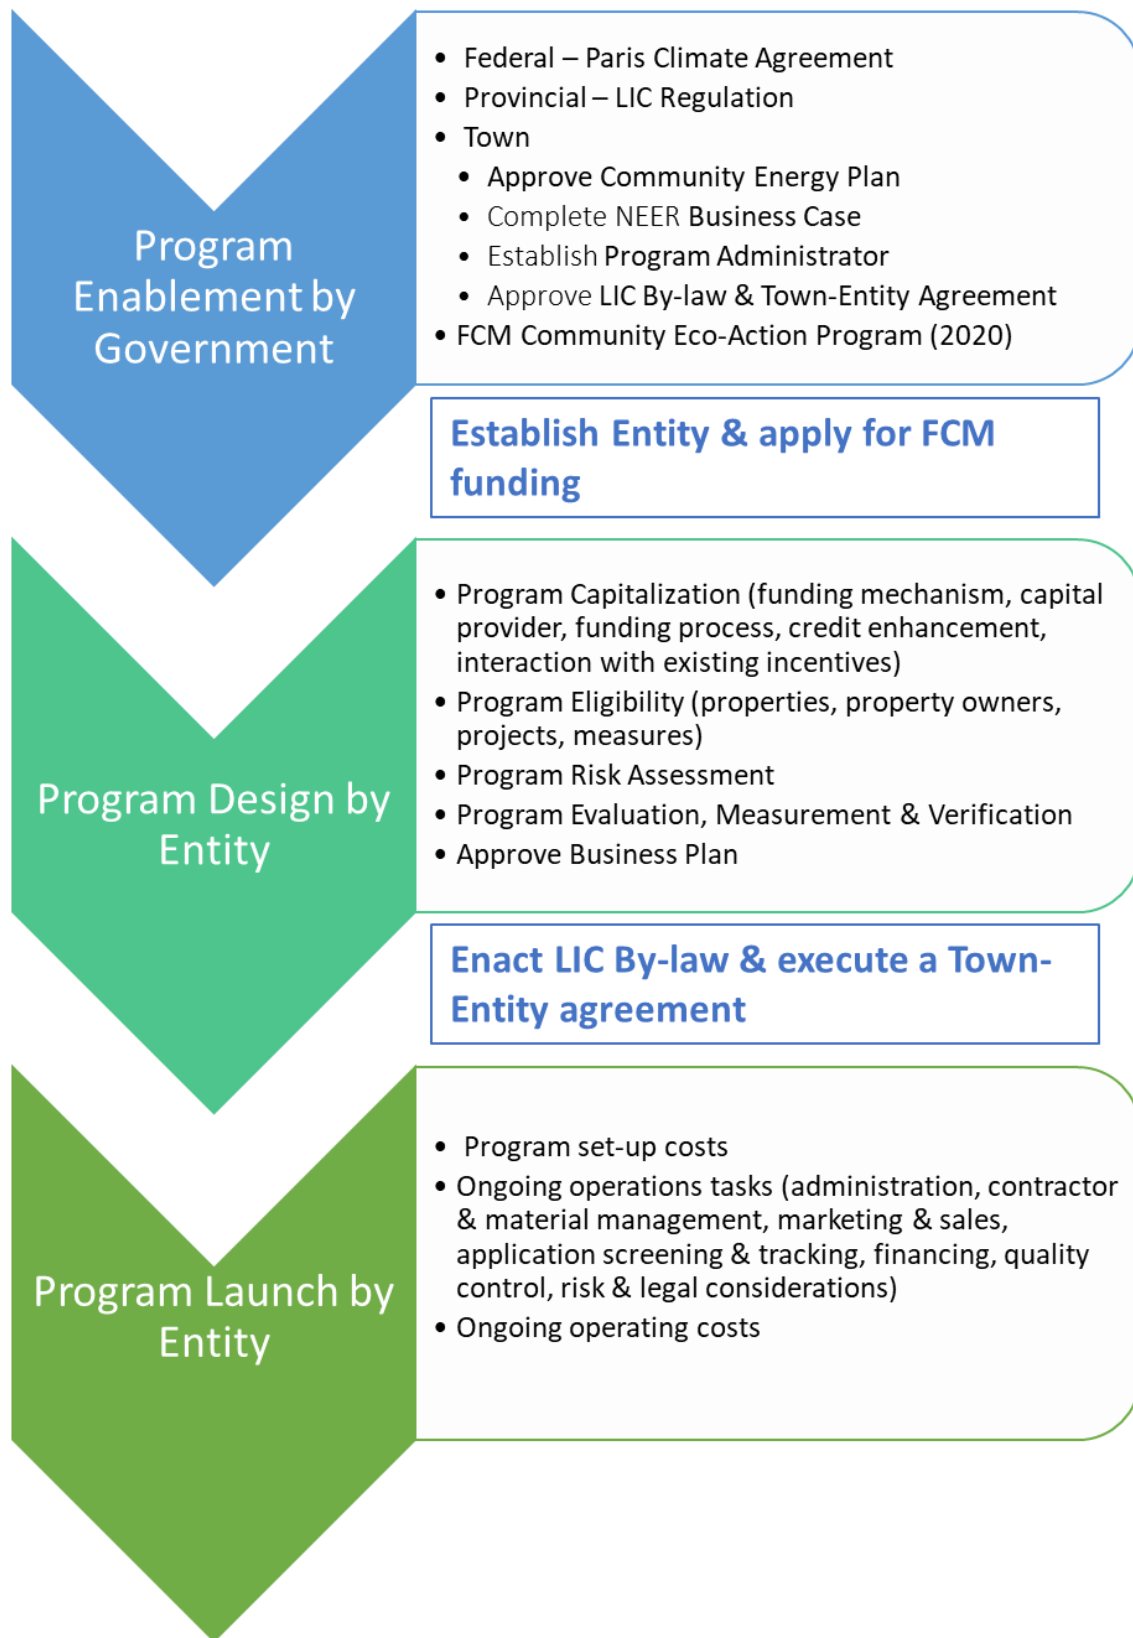 Program
Enablement by
Government
• Federal – Paris Climate Agreement
• Provincial – LIC Regulation
• Town
• Approve Community Energy Plan
• Complete NEER Business Case
• Establish Program Administrator
• Approve LIC By-law & Town-Entity Agreement
• FCM Community Eco-Action Program (2020)
Establish Entity & apply for FCM
funding
Program Design by
Entity
• Program Capitalization (funding mechanism, capital
provider, funding process, credit enhancement,
interaction with existing incentives)
• Program Eligibility (properties, property owners,
projects, measures)
• Program Risk Assessment
• Program Evaluation, Measurement & Verification
• Approve Business Plan
Enact LIC By-law & execute a Town-
Entity agreement
Program Launch by
Entity
• Program set-up costs
• Ongoing operations tasks (administration, contractor
& material management, marketing & sales,
application screening & tracking, financing, quality
control, risk & legal considerations)
• Ongoing operating costs